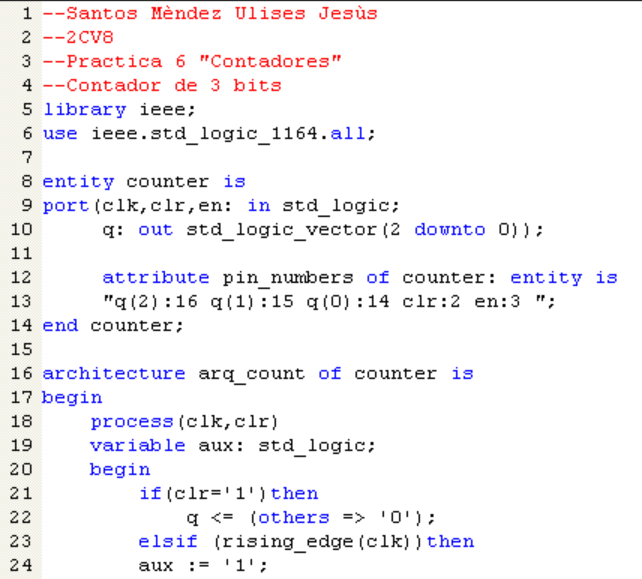 1 --Santos Mèndez Ulises Jesùs
2 --2CV8
3 --Practica 6 "Contadores"
4 --Contador de 3 bits
5 library ieee;
6 use ieee.std_logic_1164.all;
7
8 entity counter is
9 port(clk,clr,en: in std_logic;
10 q: out std_logic_vector(2 downto 0));
11
12 attribute pin_numbers of counter: entity is
13 "q(2):16 q(1):15 q(0):14 clr:2 en:3 ";
14 end counter;
15
16 architecture arq_count of counter is
17 begin
18 process(clk,clr)
19 variable aux: std_logic;
20 begin
21 if(clr='1')then
22 q <= (others => '0');
23 elsif (rising_edge(clk))then
24 aux := '1';